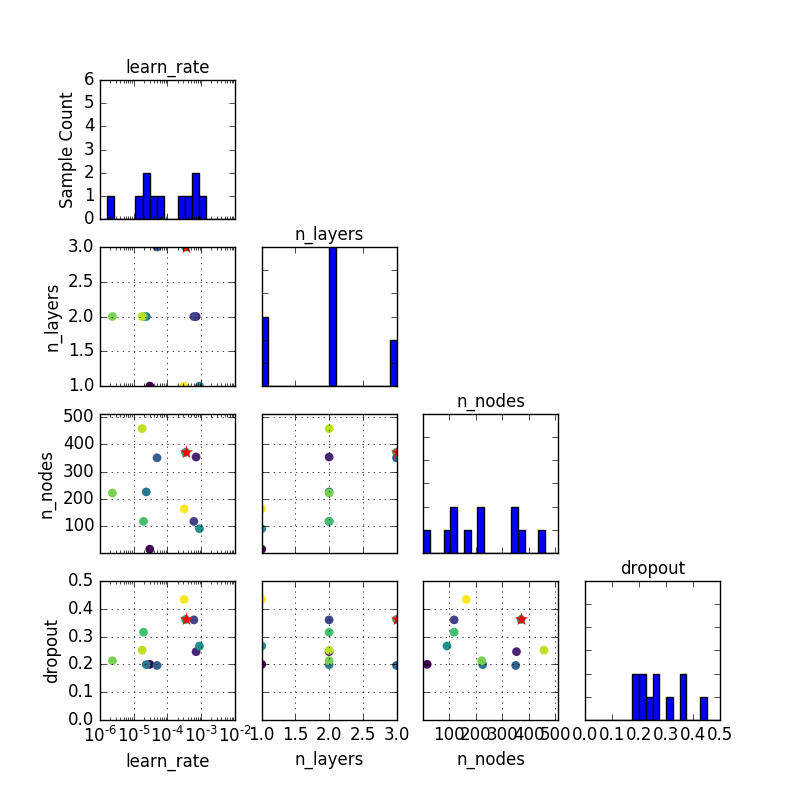 learn_rate
6
5
4
3
2
1
0
Sample Count
n_layers
3.0
2.5
2.0
1.5
1.0
n_layers
n_nodes
500
400
300
200
100
n_nodes
dropout
0.5
0.4
0.3
0.2
0.1
0.0
dropout
10⁻⁶ 10⁻⁵ 10⁻⁴ 10⁻³ 10⁻² 1.0 1.5 2.0 2.5 3.0 100 200 300 400 500 0.0 0.1 0.2 0.3 0.4 0.5
learn_rate n_layers n_nodes